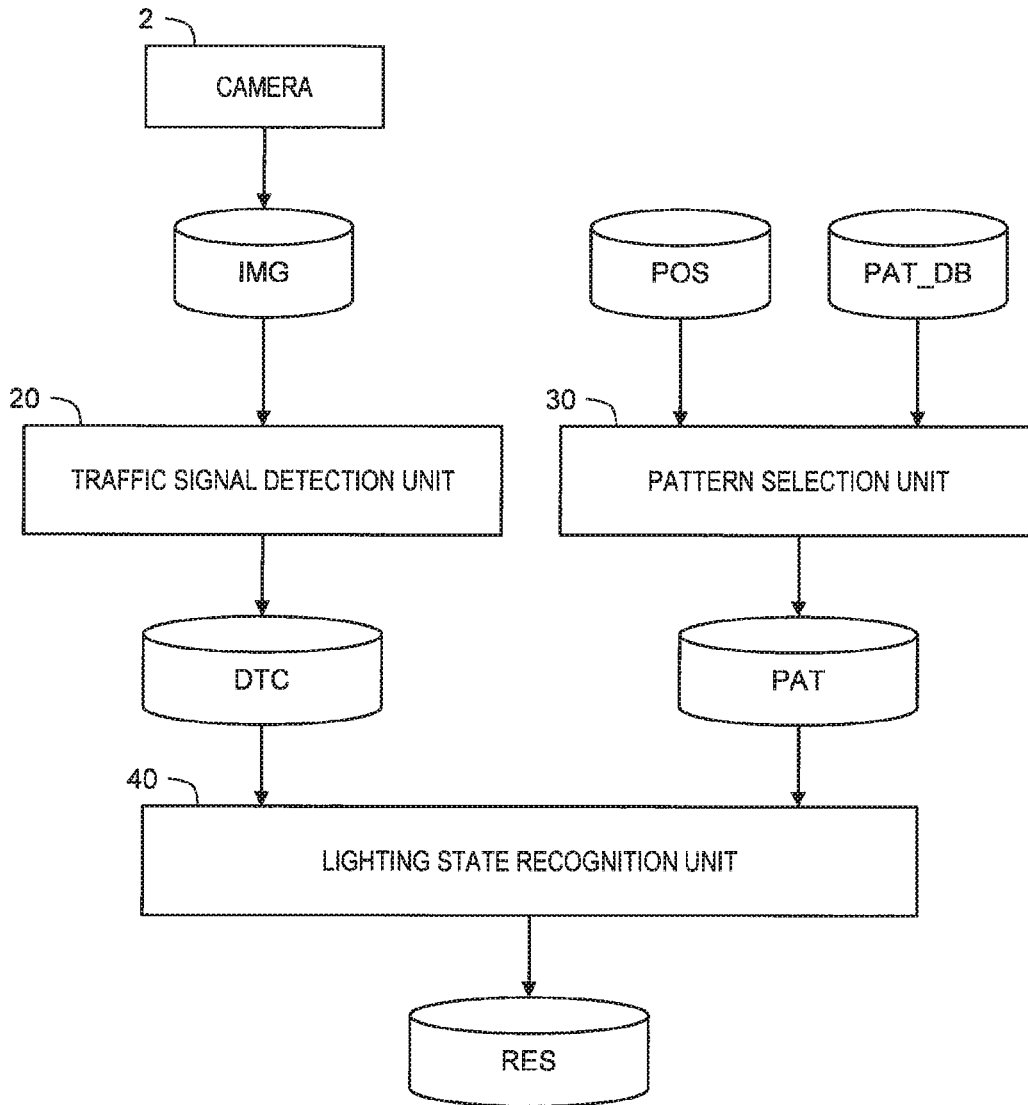 2
CAMERA
IMG
POS
PAT_DB
20
TRAFFIC SIGNAL DETECTION UNIT
30
PATTERN SELECTION UNIT
DTC
PAT
40
LIGHTING STATE RECOGNITION UNIT
RES